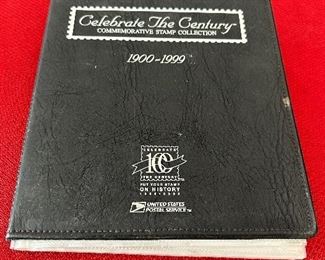 Celebrate The Century
COMMEMORATIVE STAMP COLLECTION
1900-1999
CELEBRATE
100
THE CENTURY
PUT YOUR STAMP
ON HISTORY
UNITED STATES
POSTAL SERVICE